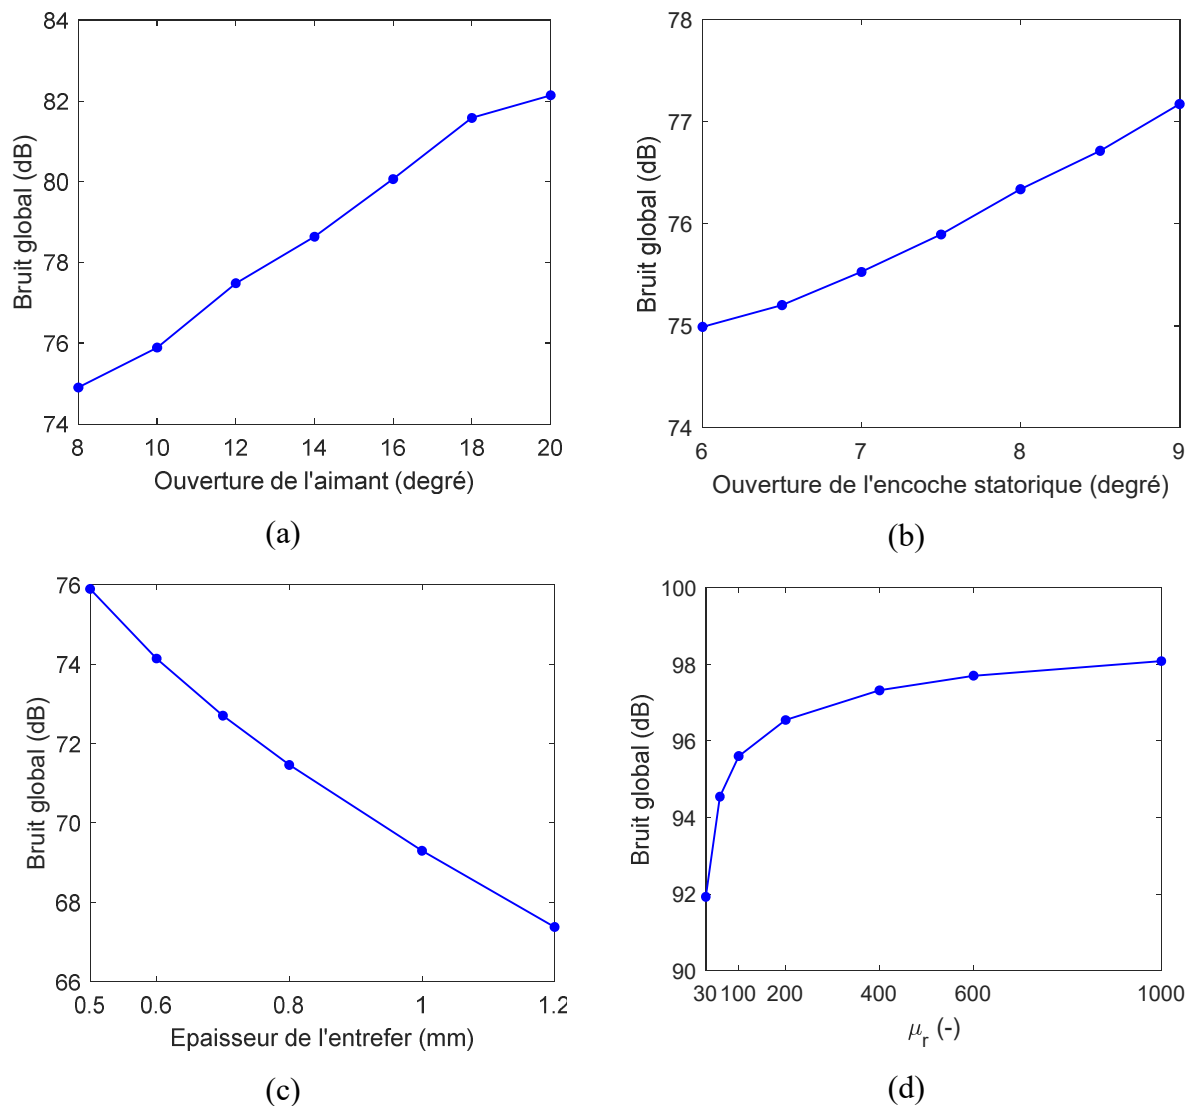 84
82
80
78
76
74
Bruit global (dB)
8 10 12 14 16 18 20
Ouverture de l'aimant (degré)
(a)
78
77
76
75
74
Bruit global (dB)
6 7 8 9
Ouverture de l'encoche statorique (degré)
(b)
76
74
72
70
68
66
Bruit global (dB)
0.5 0.6 0.8 1 1.2
Epaisseur de l'entrefer (mm)
(c)
100
98
96
94
92
90
Bruit global (dB)
30 100 200 400 600 1000
μr (-)
(d)